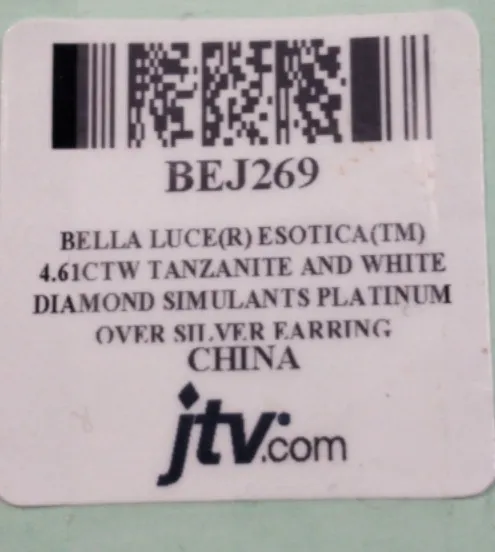 BEJ269
BELLA LUCE(R) ESOTICA(TM)
4.61CTW TANZANITE AND WHITE
DIAMOND SIMULANTS PLATINUM
OVER SILVER EARRING
CHINA
jtv.com